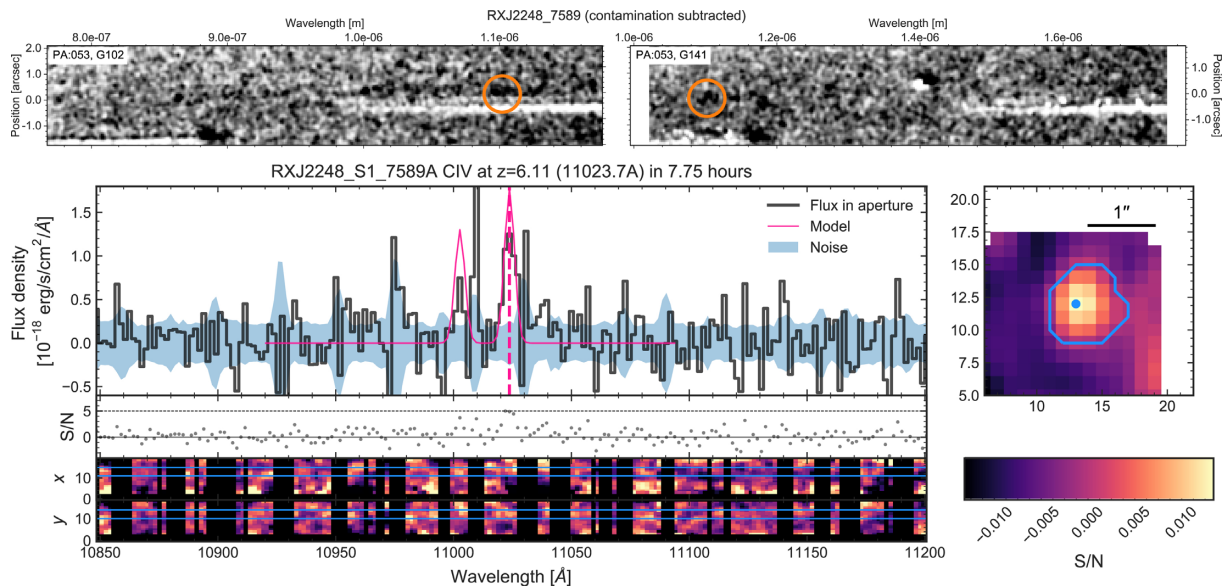 RXJ2248_7589 (contamination subtracted)
Wavelength [m]
Wavelength [m]
8.0e-07 9.0e-07 1.0e-06 1.1e-06
1.0e-06 1.2e-06 1.4e-06 1.6e-06
PA:053, G102
PA:053, G141
Position [arcsec]
2.0
1.0
0.0
-1.0
Position [arcsec]
1.0
0.0
-1.0
RXJ2248_S1_7589A CIV at z=6.11 (11023.7A) in 7.75 hours
Flux density
[10⁻¹⁸ erg/s/cm²/Å]
1.5
1.0
0.5
0.0
−0.5
Flux in aperture
Model
Noise
S/N
5
0
x
10
0
y
10
0
10850 10900 10950 11000 11050 11100 11150 11200
Wavelength [Å]
1″
20.0
17.5
15.0
12.5
10.0
7.5
5.0
10 15 20
−0.010 −0.005 0.000 0.005 0.010
S/N